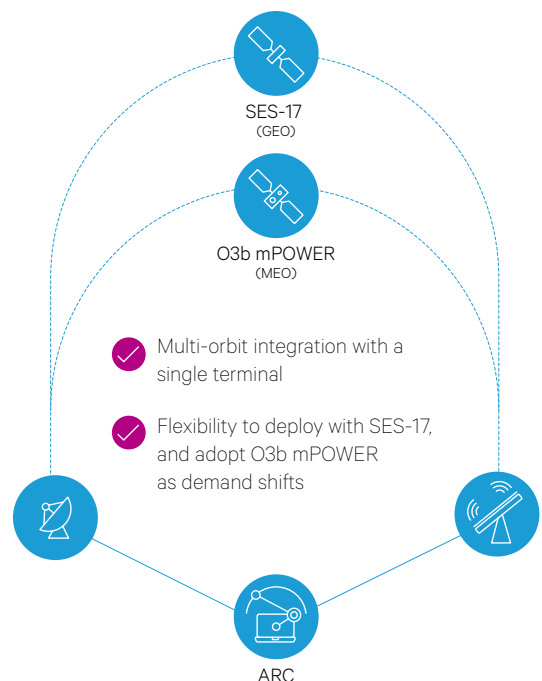 SES-17
(GEO)
O3b mPOWER
(MEO)
Multi-orbit integration with a
single terminal
Flexibility to deploy with SES-17,
and adopt O3b mPOWER
as demand shifts
ARC